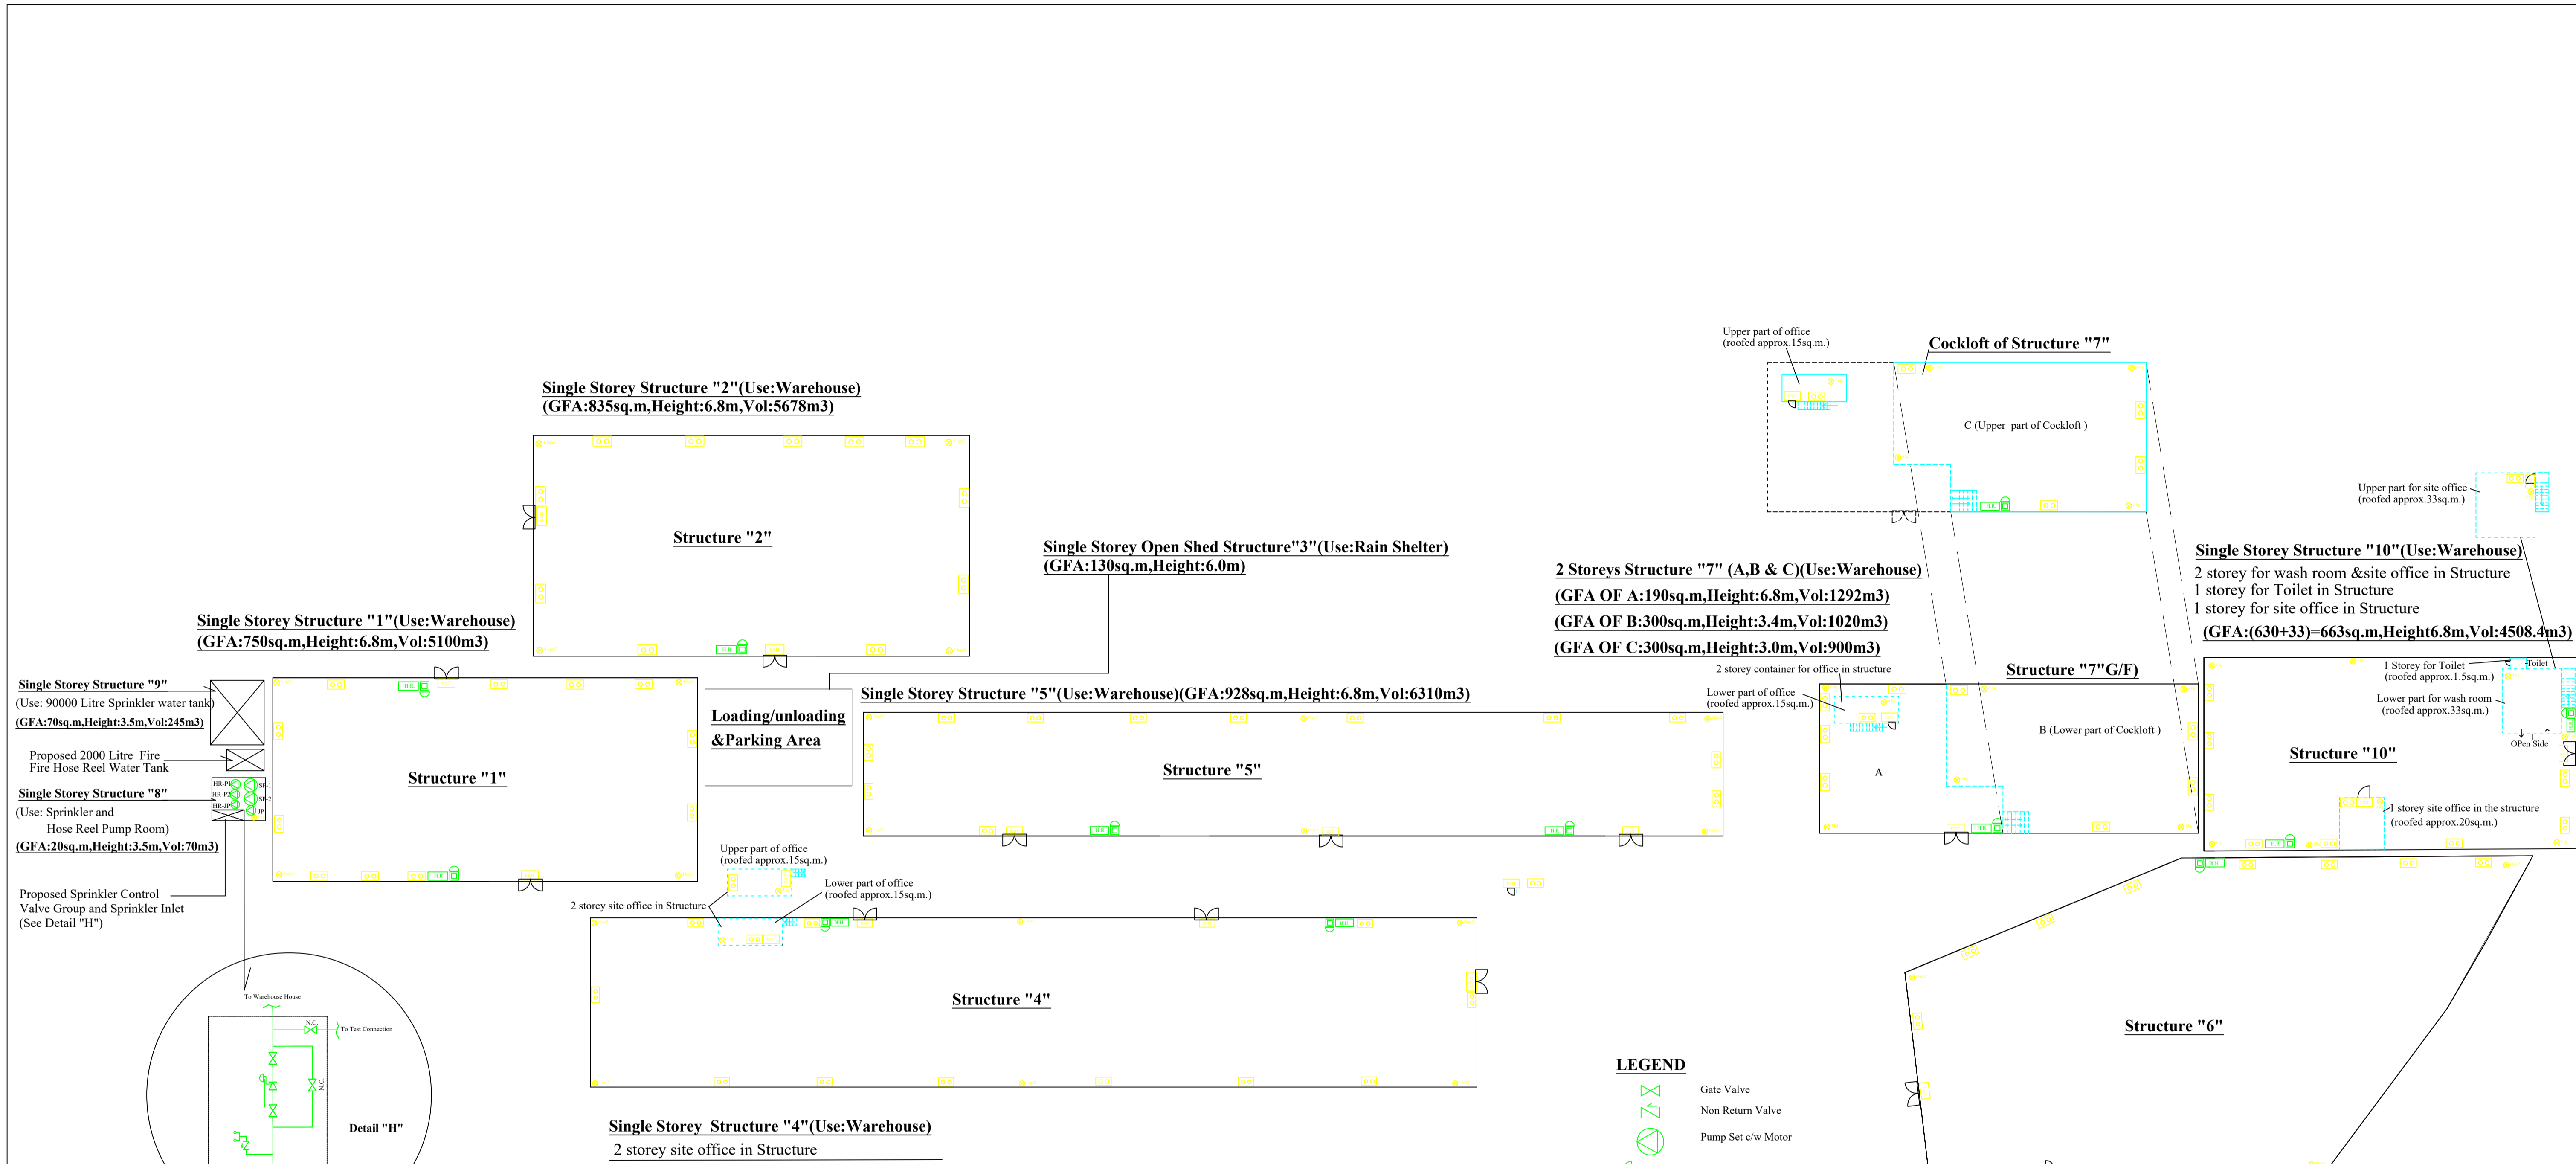 Upper part of office
(roofed approx.15sq.m.)
Cockloft of Structure "7"
C (Upper  part of Cockloft )
Single Storey Structure "2"(Use:Warehouse)
(GFA:835sq.m,Height:6.8m,Vol:5678m3)
Structure "2"
H R
Single Storey Open Shed Structure"3"(Use:Rain Shelter)
(GFA:130sq.m,Height:6.0m)
2 Storeys Structure "7" (A,B & C)(Use:Warehouse)
(GFA OF A:190sq.m,Height:6.8m,Vol:1292m3)
(GFA OF B:300sq.m,Height:3.4m,Vol:1020m3)
(GFA OF C:300sq.m,Height:3.0m,Vol:900m3)
Upper part for site office
(roofed approx.33sq.m.)
Single Storey Structure "10"(Use:Warehouse)
2 storey for wash room &site office in Structure
1 storey for Toilet in Structure
1 storey for site office in Structure
(GFA:(630+33)=663sq.m,Height6.8m,Vol:4508.4m3)
Single Storey Structure "1"(Use:Warehouse)
(GFA:750sq.m,Height:6.8m,Vol:5100m3)
Single Storey Structure "9"
(Use: 90000 Litre Sprinkler water tank)
(GFA:70sq.m,Height:3.5m,Vol:245m3)
Proposed 2000 Litre  Fire
Fire Hose Reel Water Tank
Single Storey Structure "8"
(Use: Sprinkler and
Hose Reel Pump Room)
(GFA:20sq.m,Height:3.5m,Vol:70m3)
HR-P1
HR-P2
HR-JP
SP-1
SP-2
JP
Proposed Sprinkler Control
Valve Group and Sprinkler Inlet
(See Detail "H")
H R
Structure "1"
H R
Loading/unloading
&Parking Area
Single Storey Structure "5"(Use:Warehouse)(GFA:928sq.m,Height:6.8m,Vol:6310m3)
Structure "5"
H R
H R
2 storey container for office in structure
Lower part of office
(roofed approx.15sq.m.)
Structure "7"G/F)
B (Lower part of Cockloft )
A
H R
1 Storey for Toilet
(roofed approx.1.5sq.m.)
Toilet
Lower part for wash room
(roofed approx.33sq.m.)
OPen Side
Structure "10"
1 storey site office in the structure
(roofed approx.20sq.m.)
H R
Upper part of office
(roofed approx.15sq.m.)
Lower part of office
(roofed approx.15sq.m.)
2 storey site office in Structure
Structure "4"
Single Storey  Structure "4"(Use:Warehouse)
2 storey site office in Structure
Structure "6"
To Warehouse House
N.C.
To Test Connection
N.C.
Detail "H"
LEGEND
Gate Valve
Non Return Valve
Pump Set c/w Motor